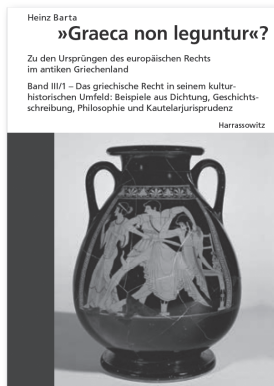 Heinz Barta
»Graeca non leguntur«?
Zu den Ursprüngen des europäischen Rechts
im antiken Griechenland
Band III/1 – Das griechische Recht in seinem kultur-
historischen Umfeld: Beispiele aus Dichtung, Geschichts-
schreibung, Philosophie und Kautelarjurisprudenz
Harrassowitz